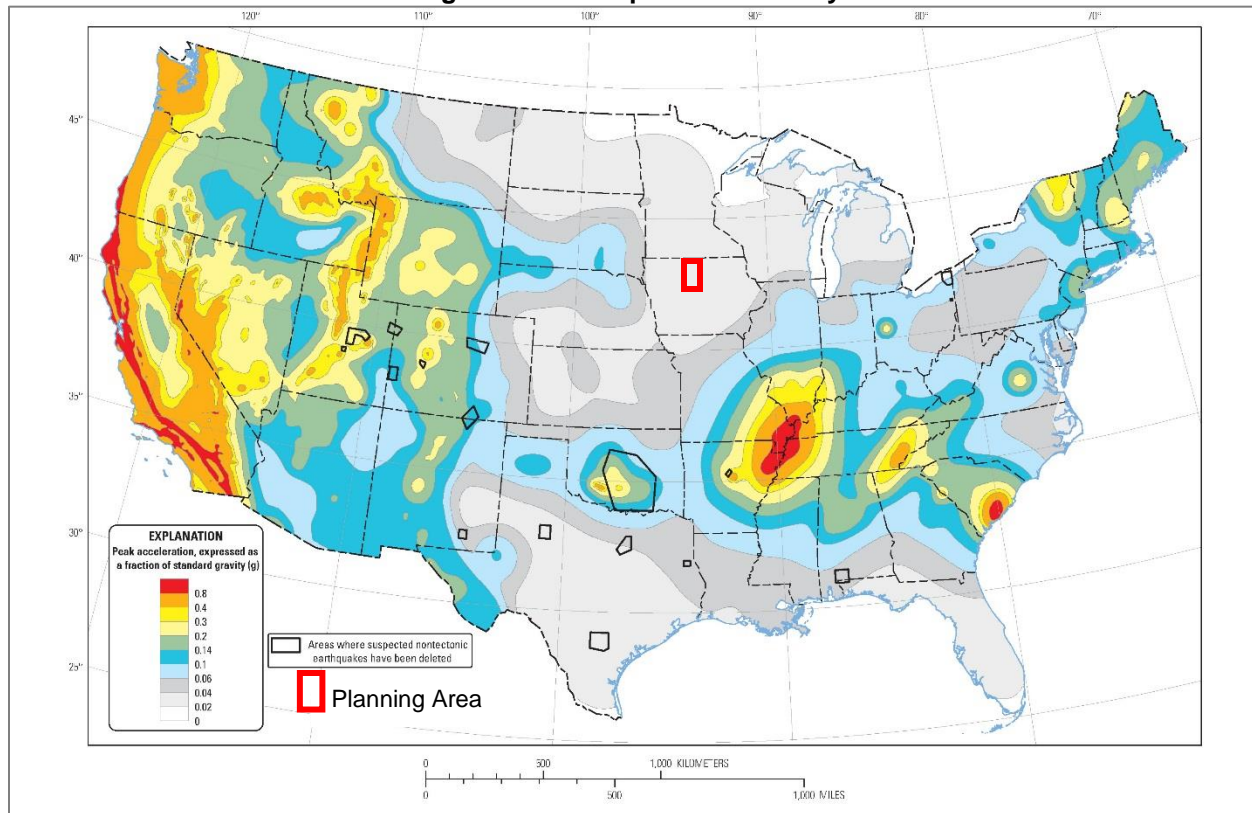 120°
110°
100°
90°
80°
70°
45°
40°
35°
30°
25°
EXPLANATION
Peak acceleration, expressed as
a fraction of standard gravity (g)
0.8
0.4
0.3
0.2
0.14
0.1
0.06
0.04
0.02
0
Areas where suspected nontectonic
earthquakes have been deleted
Planning Area
0 500 1,000 KILOMETERS
0 500 1,000 MILES